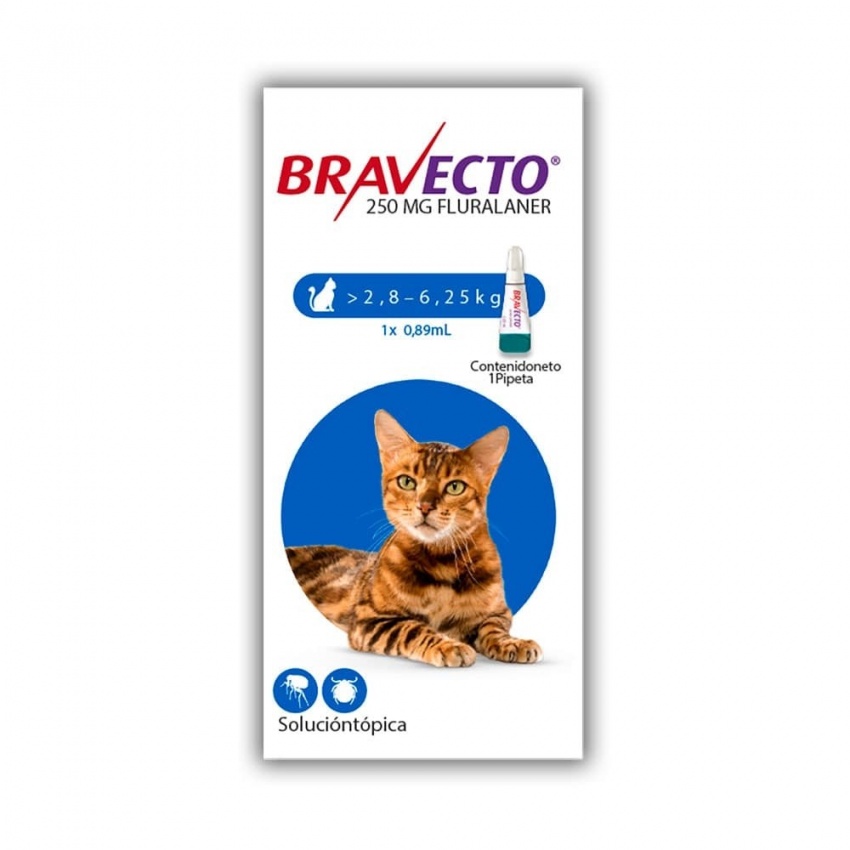 BRAVECTO®
250 MG FLURALANER
>2,8-6,25kg
1x 0,89mL
BRAVECTO
Contenidoneto
1Pipeta
Solucióntópica